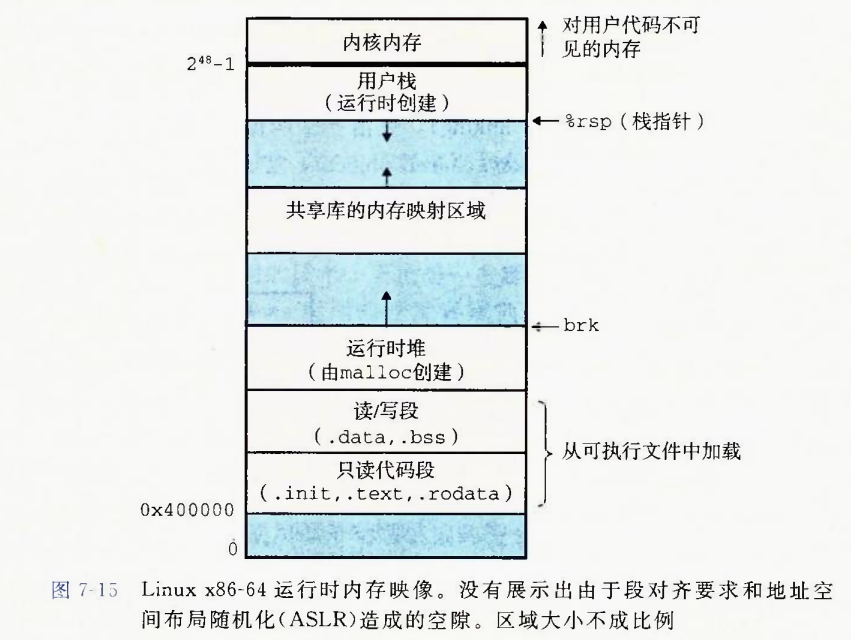 内核内存
对用户代码不可
见的内存
2⁴⁸-1
用户栈
(运行时创建)
%rsp(栈指针)
共享库的内存映射区域
brk
运行时堆
(由malloc创建)
读/写段
(.data,.bss)
从可执行文件中加载
只读代码段
(.init,.text,.rodata)
0x400000
0
图 7-15 Linux x86-64 运行时内存映像。没有展示出由于段对齐要求和地址空
间布局随机化(ASLR)造成的空隙。区域大小不成比例